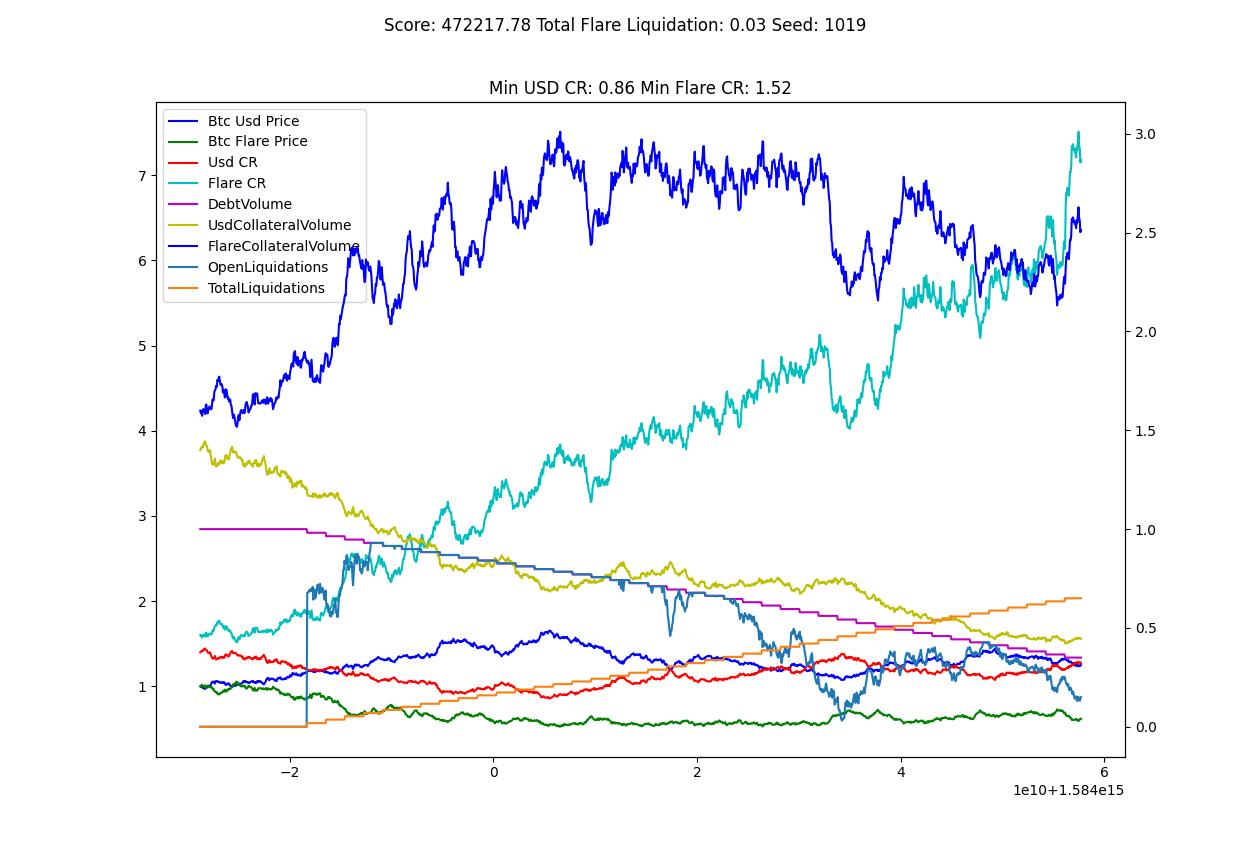 Score: 472217.78 Total Flare Liquidation: 0.03 Seed: 1019
Min USD CR: 0.86 Min Flare CR: 1.52
Btc Usd Price
Btc Flare Price
Usd CR
Flare CR
DebtVolume
UsdCollateralVolume
FlareCollateralVolume
OpenLiquidations
TotalLiquidations
7
6
5
4
3
2
1
3.0
2.5
2.0
1.5
1.0
0.5
0.0
−2 0 2 4 6
1e10+1.584e15